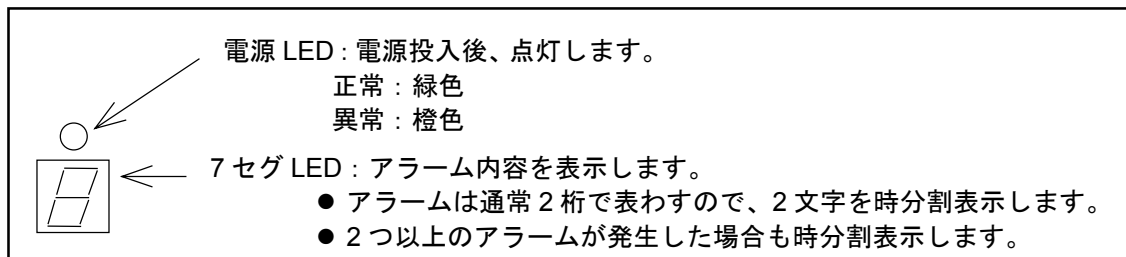 電源 LED：電源投入後、点灯します。
正常：緑色
異常：橙色
7 セグ LED：アラーム内容を表示します。
● アラームは通常 2 桁で表わすので、2 文字を時分割表示します。
● 2 つ以上のアラームが発生した場合も時分割表示します。